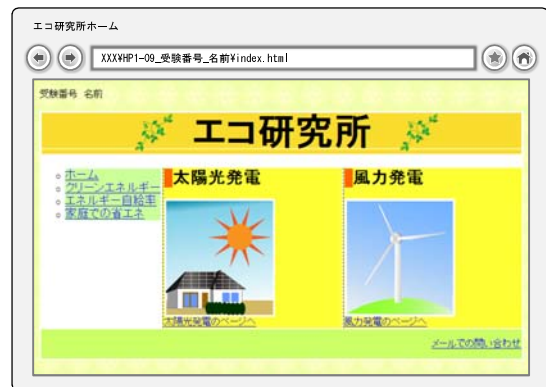 エコ研究所ホーム
XXX¥HP1-09_受験番号_名前¥index.html
受験番号 名前
エコ研究所
ホーム
クリーンエネルギー
エネルギー自給率
家庭での省エネ
太陽光発電
太陽光発電のページへ
風力発電
風力発電のページへ
メールでの問い合わせ